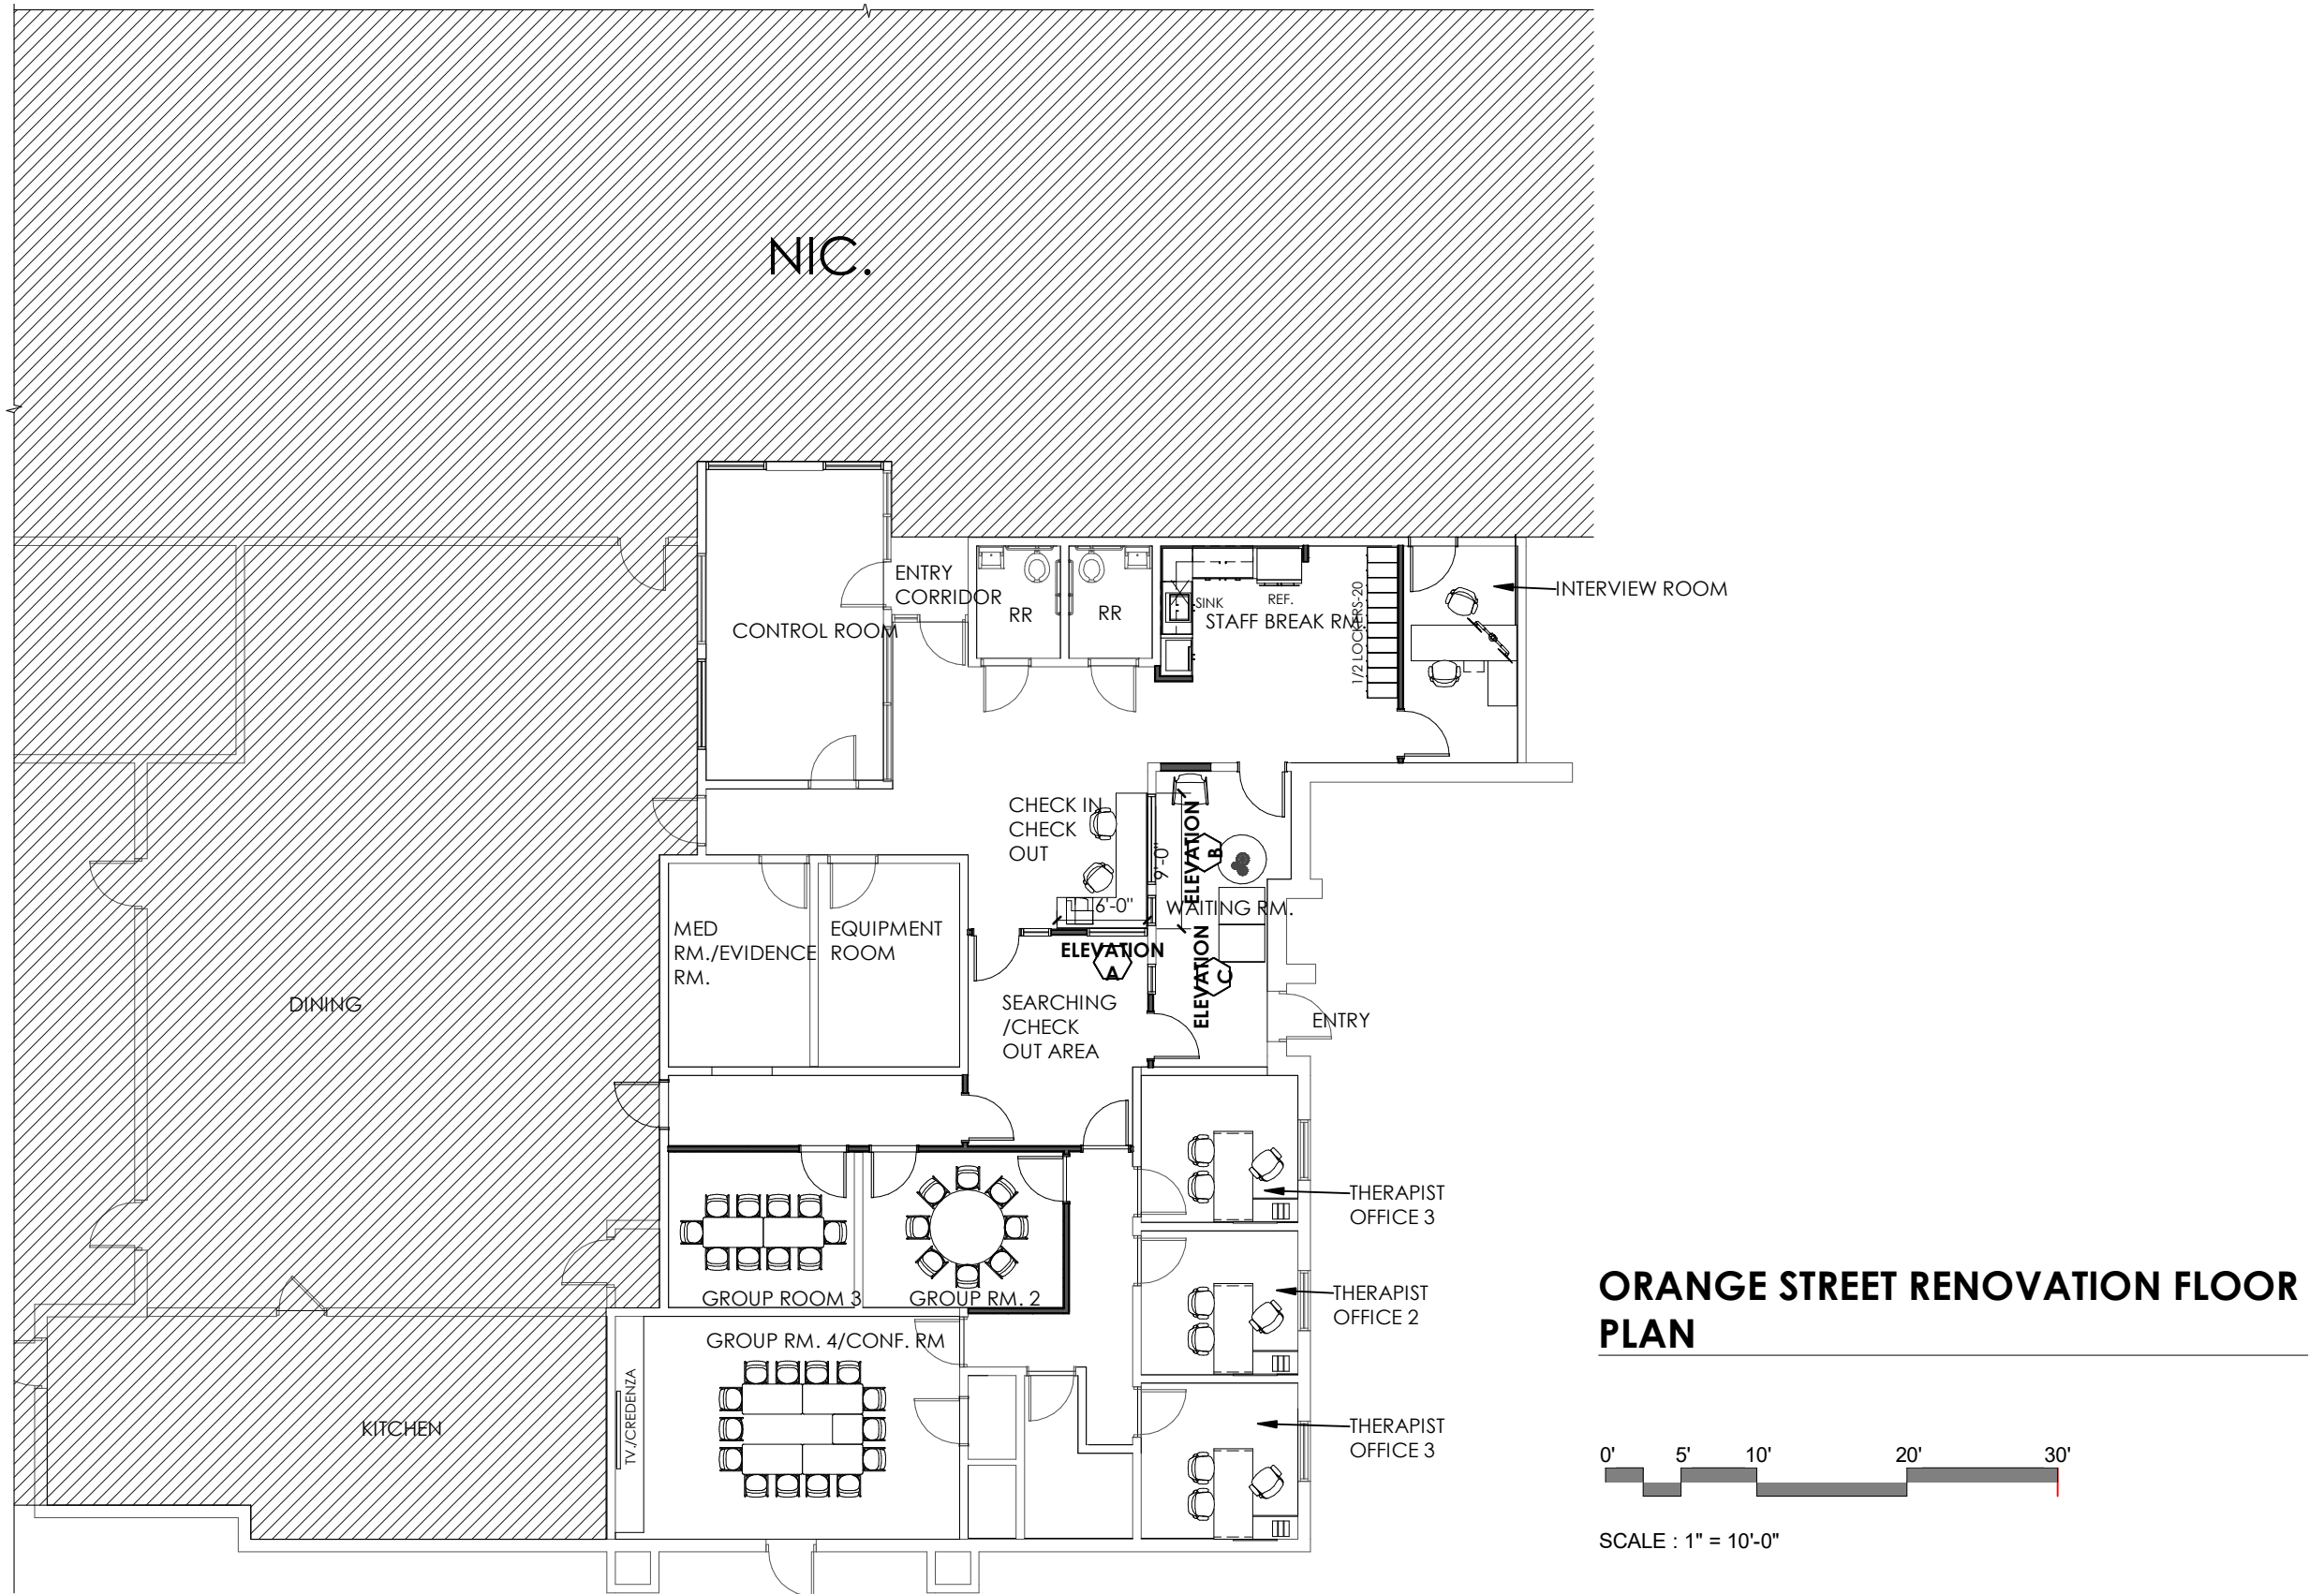 NIC.
ENTRY
CORRIDOR
RR
RR
SINK
REF.
STAFF BREAK RM.
1/2 LOCKERS-20
INTERVIEW ROOM
CONTROL ROOM
CHECK IN
CHECK
OUT
9'-0"
6'-0"
ELEVATION
B
WAITING RM.
ELEVATION
A
ELEVATION
C
MED
RM./EVIDENCE
RM.
EQUIPMENT
ROOM
SEARCHING
/CHECK
OUT AREA
ENTRY
DINING
THERAPIST
OFFICE 3
GROUP ROOM 3
GROUP RM. 2
THERAPIST
OFFICE 2
GROUP RM. 4/CONF. RM
TV./CREDENZA
KITCHEN
THERAPIST
OFFICE 3
ORANGE STREET RENOVATION FLOOR
PLAN
0' 5' 10' 20' 30'
SCALE : 1" = 10'-0"